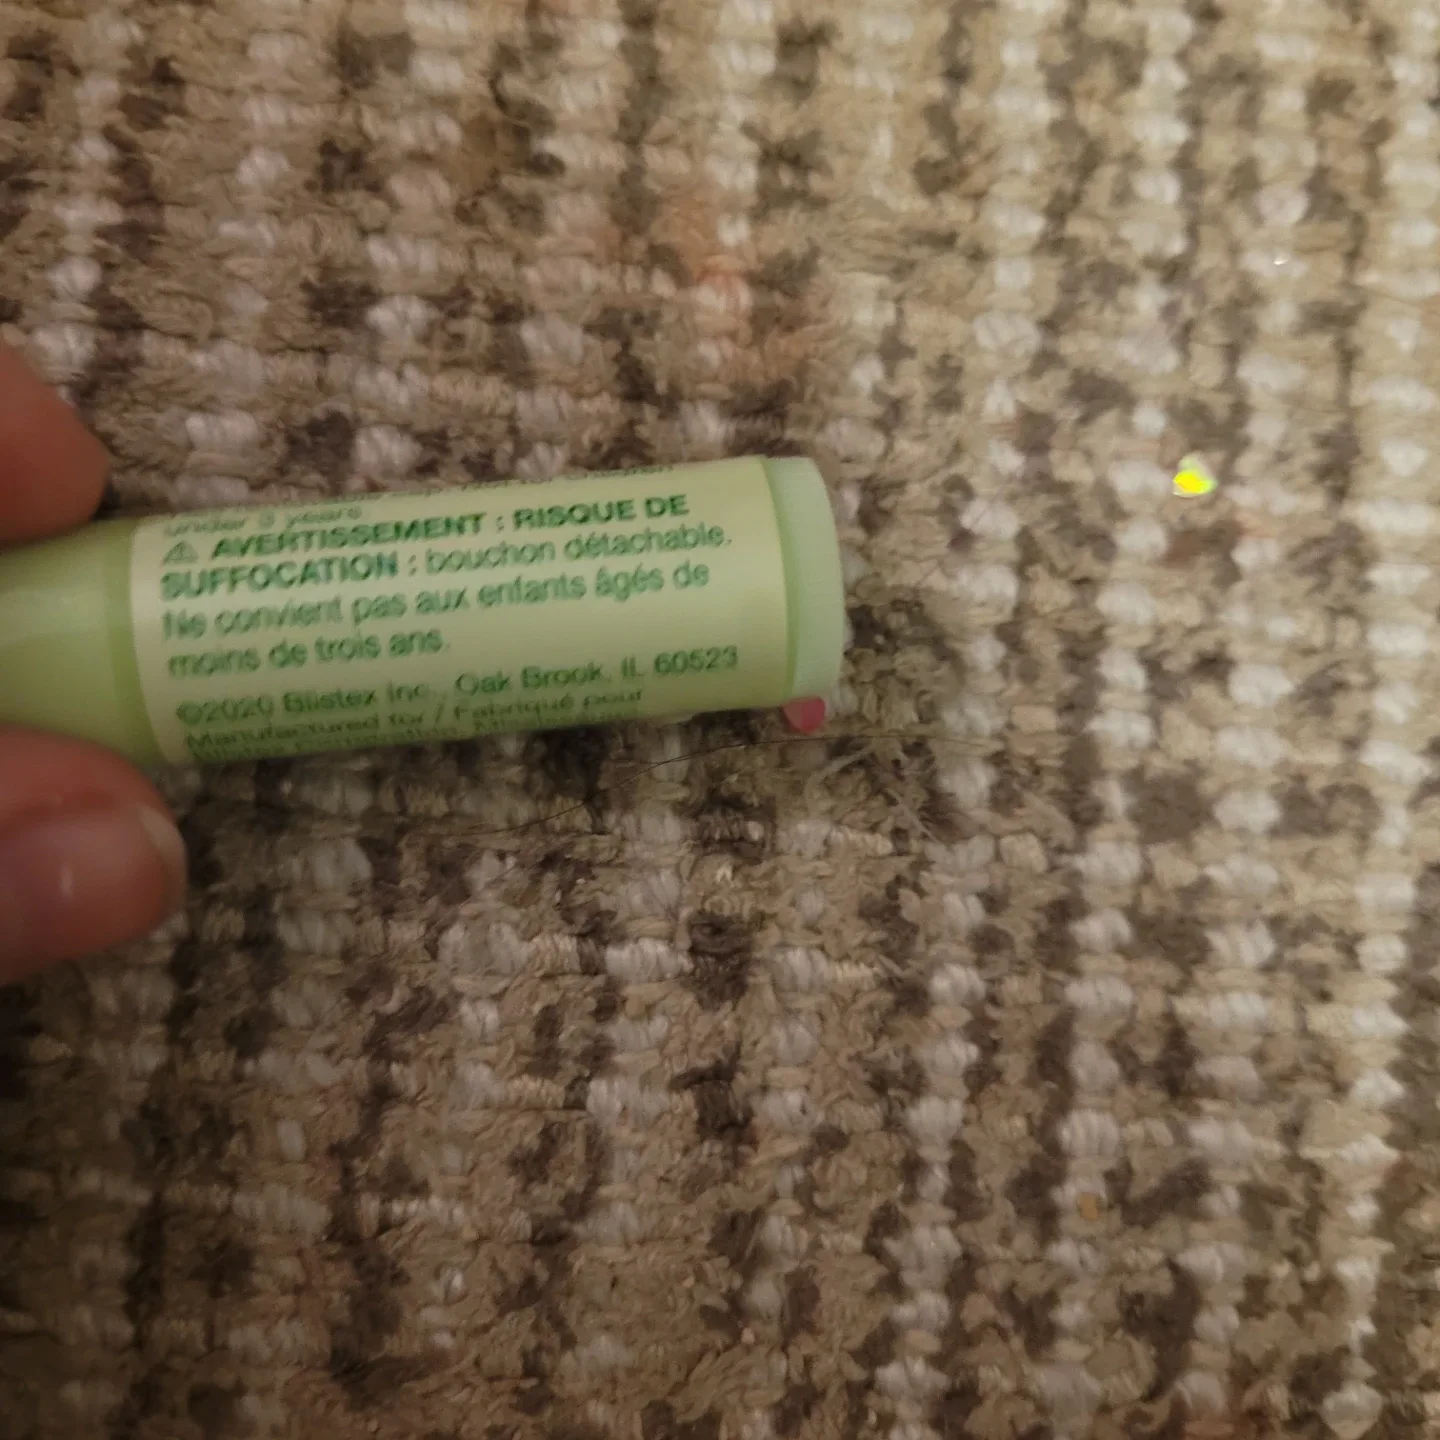 under 3 years.
⚠ AVERTISSEMENT : RISQUE DE
SUFFOCATION : bouchon détachable.
Ne convient pas aux enfants âgés de
moins de trois ans.
©2020 Blistex Inc., Oak Brook, IL 60523
Manufactured for / Fabriqué pour